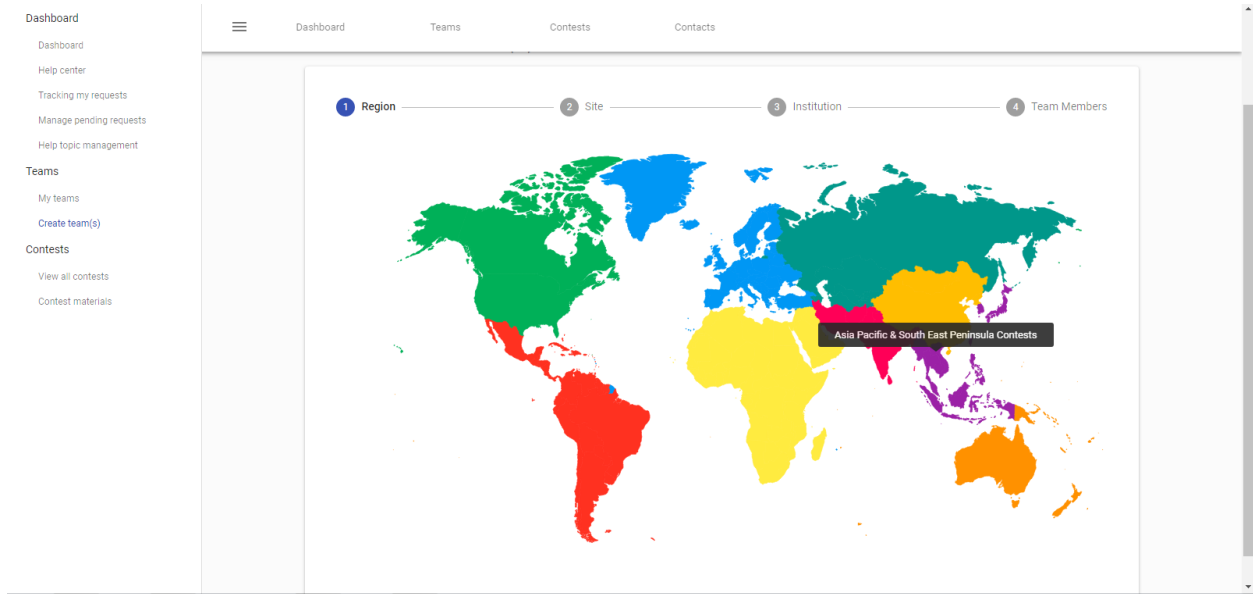 Dashboard
Dashboard
Help center
Tracking my requests
Manage pending requests
Help topic management
Teams
My teams
Create team(s)
Contests
View all contests
Contest materials
Dashboard Teams Contests Contacts
1 Region 2 Site 3 Institution 4 Team Members
Asia Pacific & South East Peninsula Contests